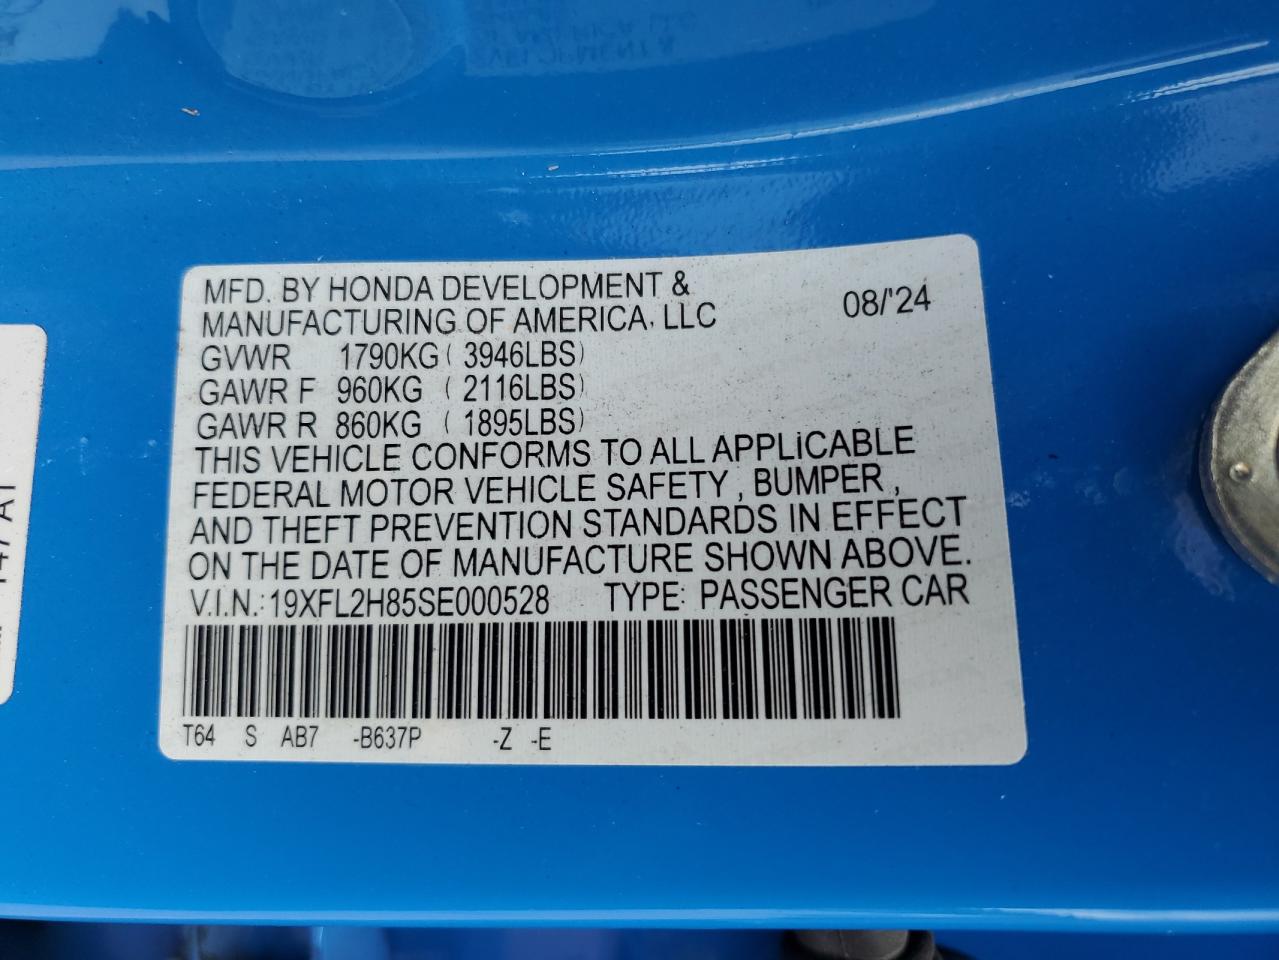 MFD. BY HONDA DEVELOPMENT &
MANUFACTURING OF AMERICA, LLC 08/'24
GVWR 1790KG ( 3946LBS)
GAWR F 960KG ( 2116LBS)
GAWR R 860KG ( 1895LBS)
THIS VEHICLE CONFORMS TO ALL APPLiCABLE
FEDERAL MOTOR VEHICLE SAFETY , BUMPER ,
AND THEFT PREVENTION STANDARDS IN EFFECT
ON THE DATE OF MANUFACTURE SHOWN ABOVE.
V.I.N.:19XFL2H85SE000528 TYPE: PASSENGER CAR
T64 S AB7 -B637P -Z -E